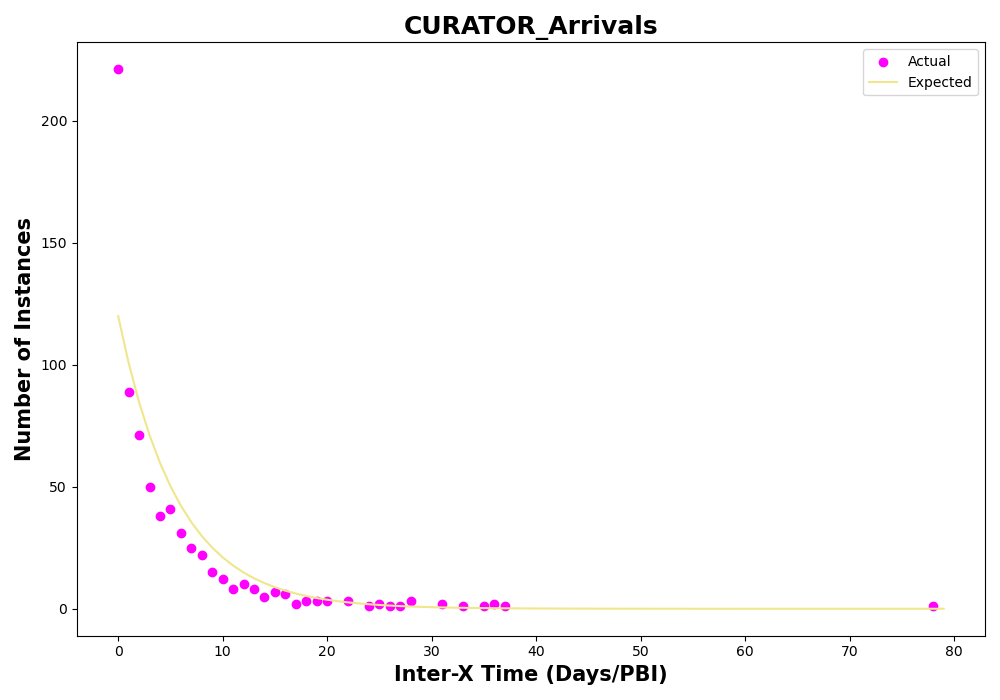 CURATOR_Arrivals
Actual
Expected
200
150
100
50
0
Number of Instances
0 10 20 30 40 50 60 70 80
Inter-X Time (Days/PBI)